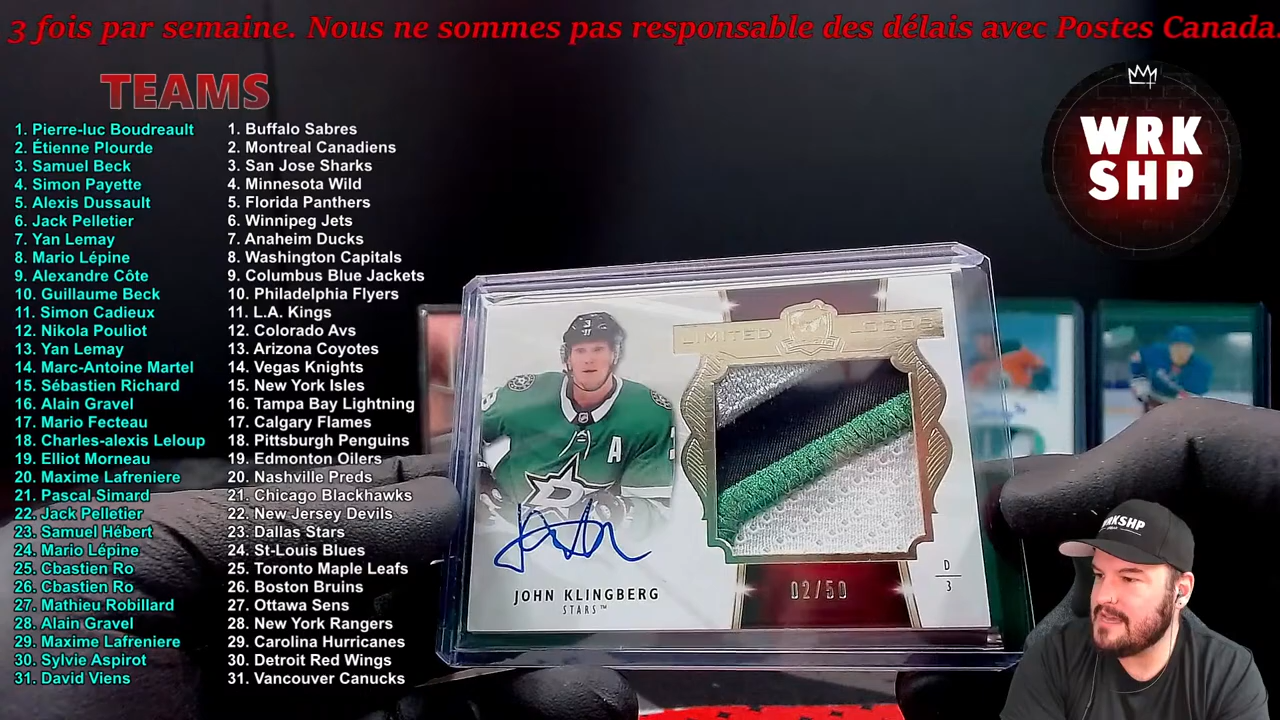 3 fois par semaine. Nous ne sommes pas responsable des délais avec Postes Canada.
TEAMS
1. Pierre-luc Boudreault
2. Étienne Plourde
3. Samuel Beck
4. Simon Payette
5. Alexis Dussault
6. Jack Pelletier
7. Yan Lemay
8. Mario Lépine
9. Alexandre Côte
10. Guillaume Beck
11. Simon Cadieux
12. Nikola Pouliot
13. Yan Lemay
14. Marc-Antoine Martel
15. Sébastien Richard
16. Alain Gravel
17. Mario Fecteau
18. Charles-alexis Leloup
19. Elliot Morneau
20. Maxime Lafreniere
21. Pascal Simard
22. Jack Pelletier
23. Samuel Hébert
24. Mario Lépine
25. Cbastien Ro
26. Cbastien Ro
27. Mathieu Robillard
28. Alain Gravel
29. Maxime Lafreniere
30. Sylvie Aspirot
31. David Viens
1. Buffalo Sabres
2. Montreal Canadiens
3. San Jose Sharks
4. Minnesota Wild
5. Florida Panthers
6. Winnipeg Jets
7. Anaheim Ducks
8. Washington Capitals
9. Columbus Blue Jackets
10. Philadelphia Flyers
11. L.A. Kings
12. Colorado Avs
13. Arizona Coyotes
14. Vegas Knights
15. New York Isles
16. Tampa Bay Lightning
17. Calgary Flames
18. Pittsburgh Penguins
19. Edmonton Oilers
20. Nashville Preds
21. Chicago Blackhawks
22. New Jersey Devils
23. Dallas Stars
24. St-Louis Blues
25. Toronto Maple Leafs
26. Boston Bruins
27. Ottawa Sens
28. New York Rangers
29. Carolina Hurricanes
30. Detroit Red Wings
31. Vancouver Canucks
WRK
SHP
LIMITED LOGOS
A
D
JOHN KLINGBERG
STARS™
02/50
D
3
WRKSHP